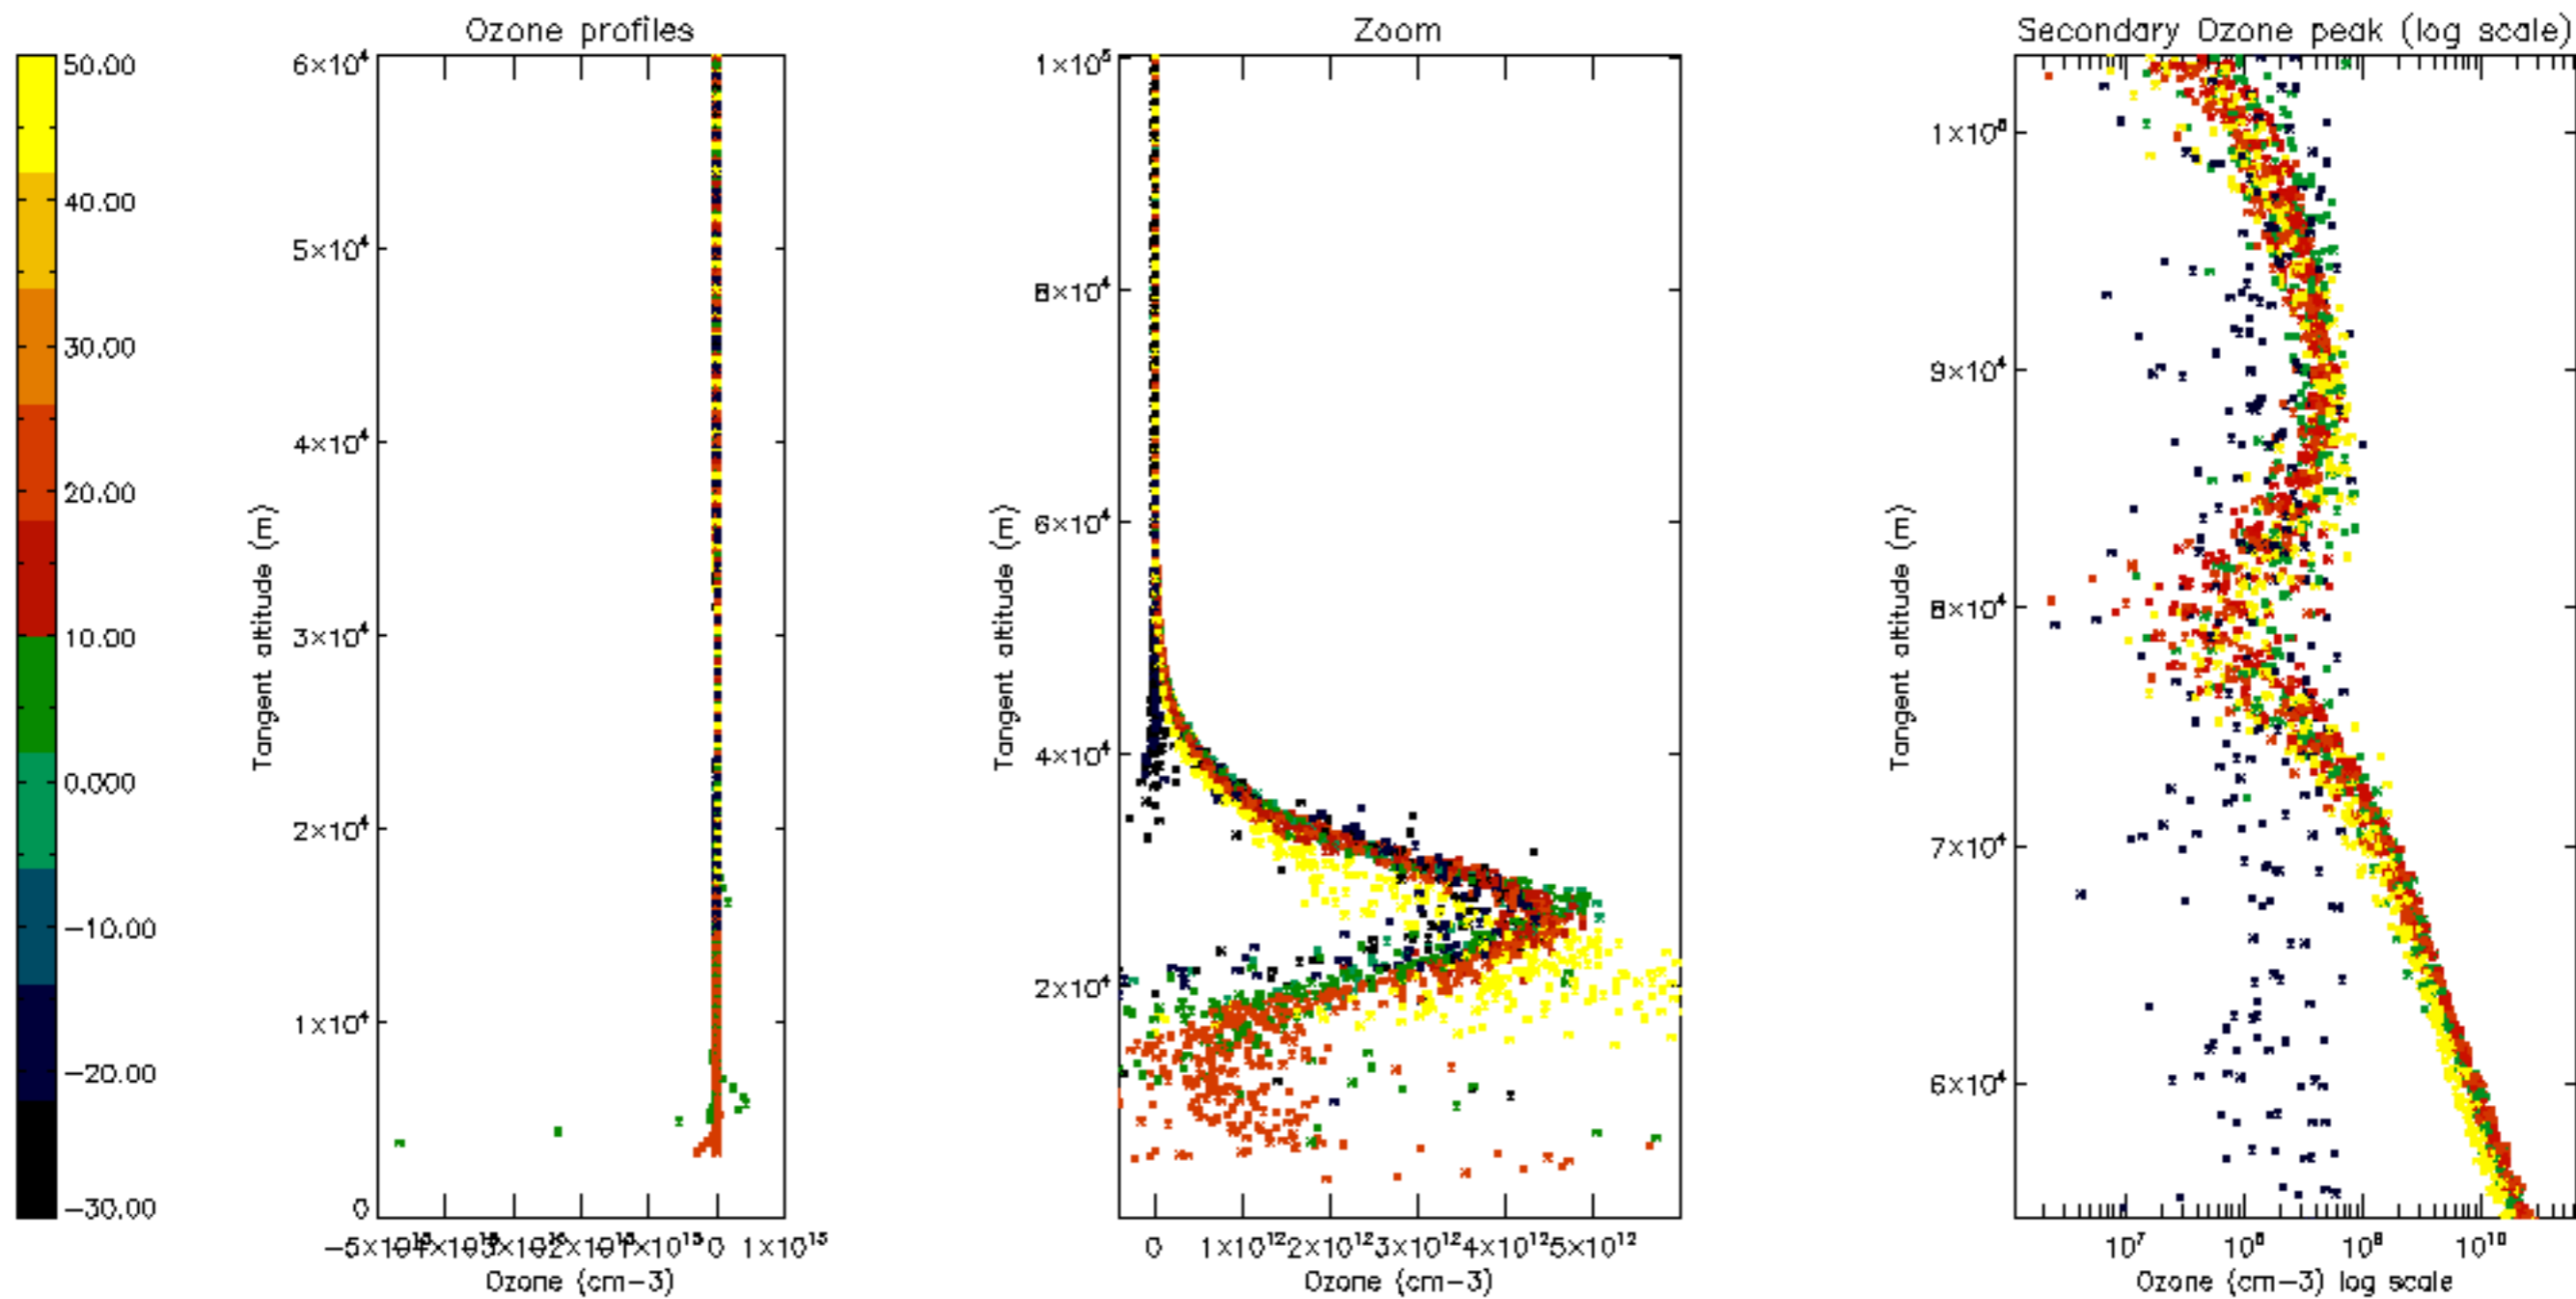 Ozone profiles
Zoom
Secondary Ozone peak (log scale)
50.00
40.00
30.00
20.00
10.00
0.000
−10.00
−20.00
−30.00
Tangent altitude (m)
6×10⁴
5×10⁴
4×10⁴
3×10⁴
2×10⁴
1×10⁴
0
0 1×10¹⁵
Ozone (cm−3)
Tangent altitude (m)
1×10⁵
8×10⁴
6×10⁴
4×10⁴
2×10⁴
0 1×10¹² 2×10¹² 3×10¹² 4×10¹² 5×10¹²
Ozone (cm−3)
Tangent altitude (m)
9×10⁴
8×10⁴
7×10⁴
6×10⁴
10⁷ 10⁸ 10⁹ 10¹⁰
Ozone (cm−3) log scale